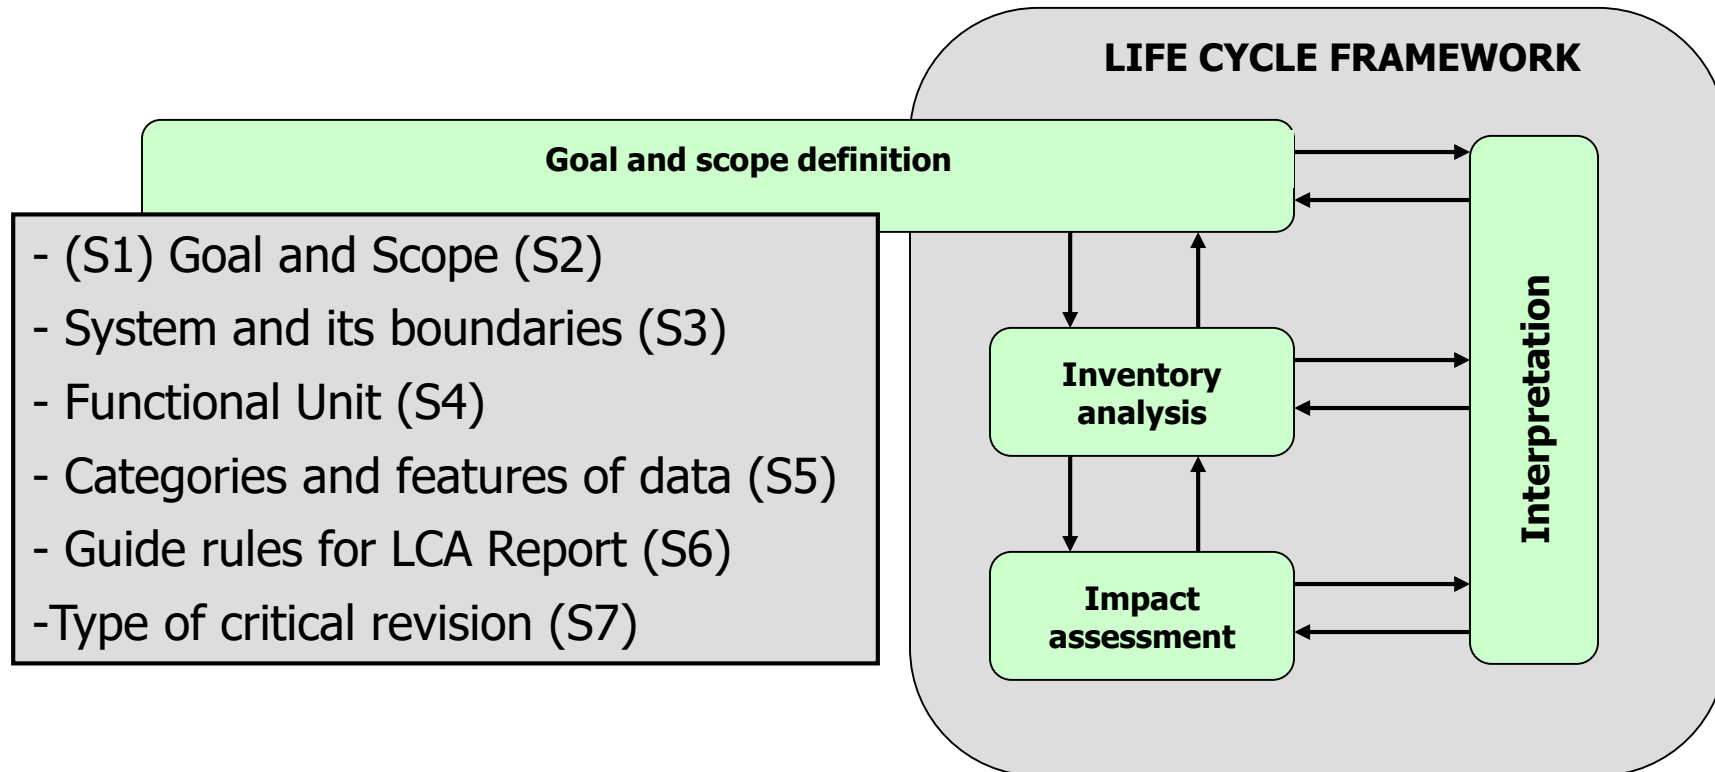 LIFE CYCLE FRAMEWORK
Goal and scope definition
- (S1) Goal and Scope (S2)
- System and its boundaries (S3)
- Functional Unit (S4)
- Categories and features of data (S5)
- Guide rules for LCA Report (S6)
-Type of critical revision (S7)
Inventory
analysis
Impact
assessment
Interpretation